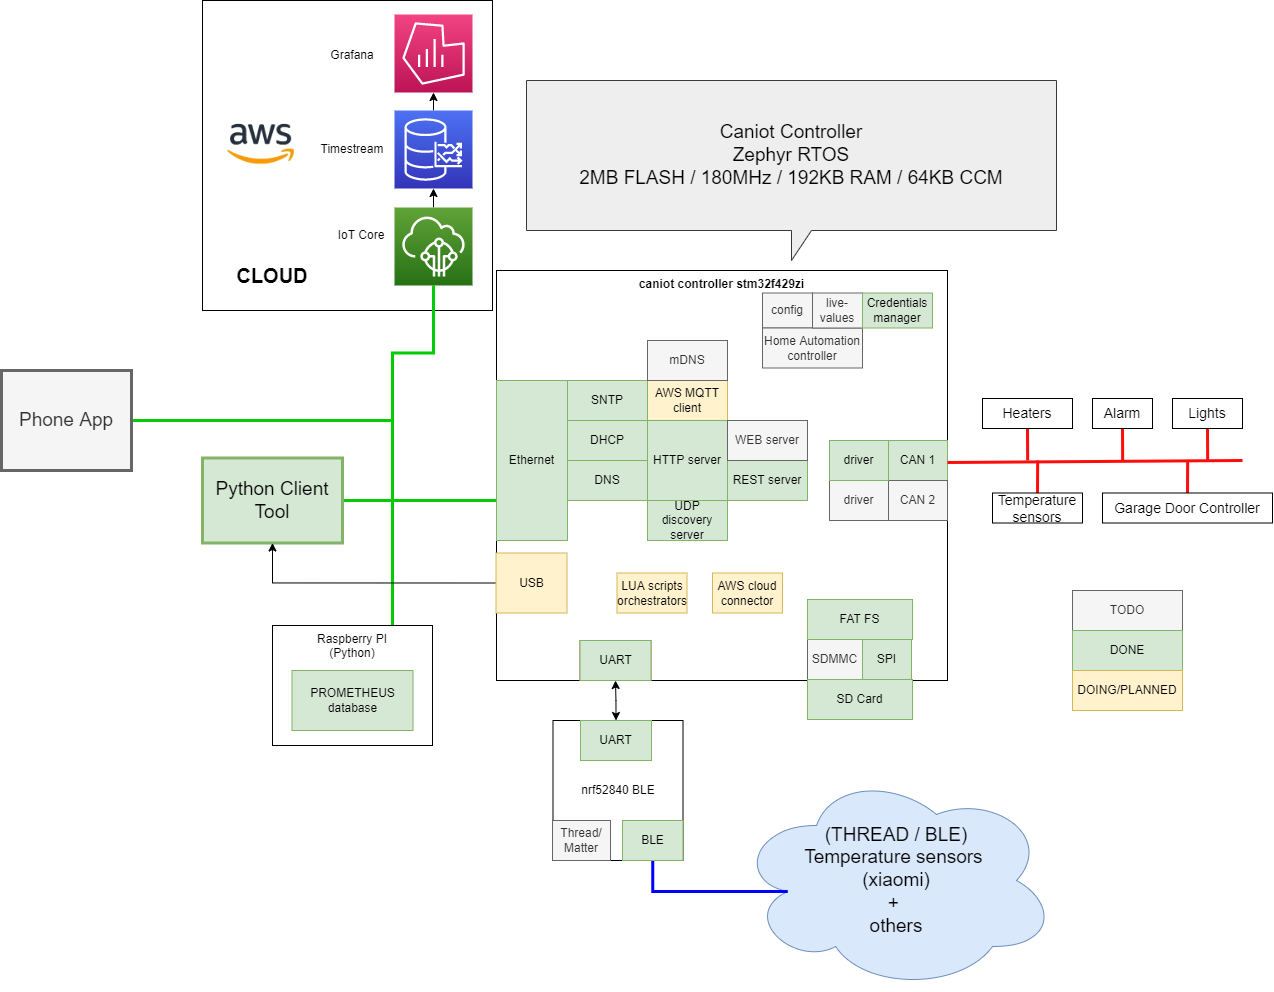 Grafana
aws
Timestream
IoT Core
CLOUD
Caniot Controller
Zephyr RTOS
2MB FLASH / 180MHz / 192KB RAM / 64KB CCM
caniot controller stm32f429zi
config
live-
values
Credentials
manager
Home Automation
controller
mDNS
SNTP
AWS MQTT
client
Ethernet
DHCP
HTTP server
WEB server
DNS
REST server
UDP
discovery
server
driver
CAN 1
driver
CAN 2
Heaters
Alarm
Lights
Temperature
sensors
Garage Door Controller
Phone App
Python Client
Tool
USB
LUA scripts
orchestrators
AWS cloud
connector
FAT FS
SDMMC
SPI
SD Card
UART
TODO
DONE
DOING/PLANNED
Raspberry PI
(Python)
PROMETHEUS
database
UART
nrf52840 BLE
Thread/
Matter
BLE
(THREAD / BLE)
Temperature sensors
(xiaomi)
+
others